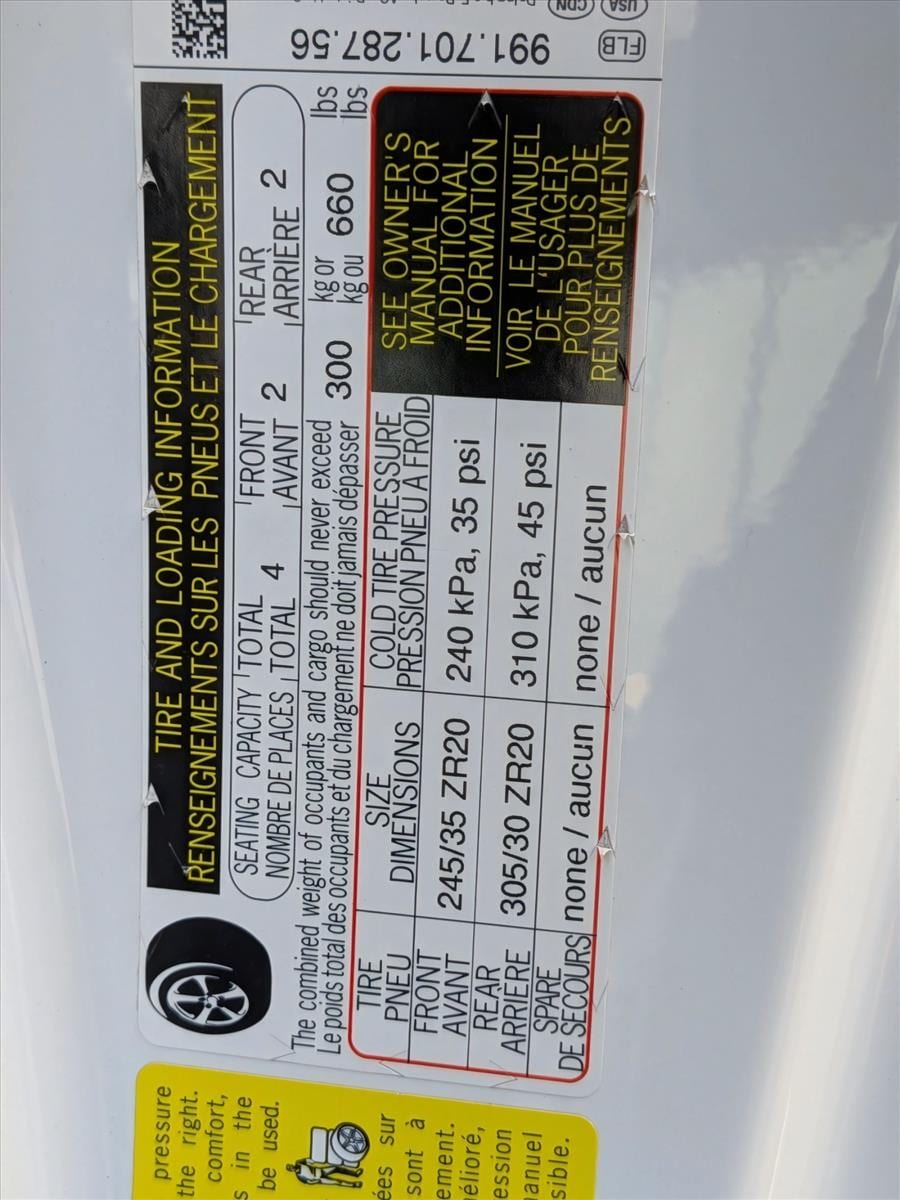 TIRE AND LOADING INFORMATION
RENSEIGNEMENTS SUR LES PNEUS ET LE CHARGEMENT
SEATING CAPACITY TOTAL FRONT REAR
NOMBRE DE PLACES TOTAL 4 AVANT 2 ARRIÈRE 2
The combined weight of occupants and cargo should never exceed 300 kg or 660 lbs
Le poids total des occupants et du chargement ne doit jamais dépasser kg ou lbs
TIRE SIZE COLD TIRE PRESSURE
PNEU DIMENSIONS PRESSION PNEU A FROID
FRONT
AVANT 245/35 ZR20 240 kPa, 35 psi
REAR
ARRIERE 305/30 ZR20 310 kPa, 45 psi
SPARE
DE SECOURS none / aucun none / aucun
SEE OWNER'S
MANUAL FOR
ADDITIONAL
INFORMATION
VOIR LE MANUEL
DE L'USAGER
POUR PLUS DE
RENSEIGNEMENTS
USA CDN
FLB 991.701.287.56
pressure
the right.
comfort,
s in the
be used.
ées sur
sont à
ement.
élioré,
ession
anuel
sible.